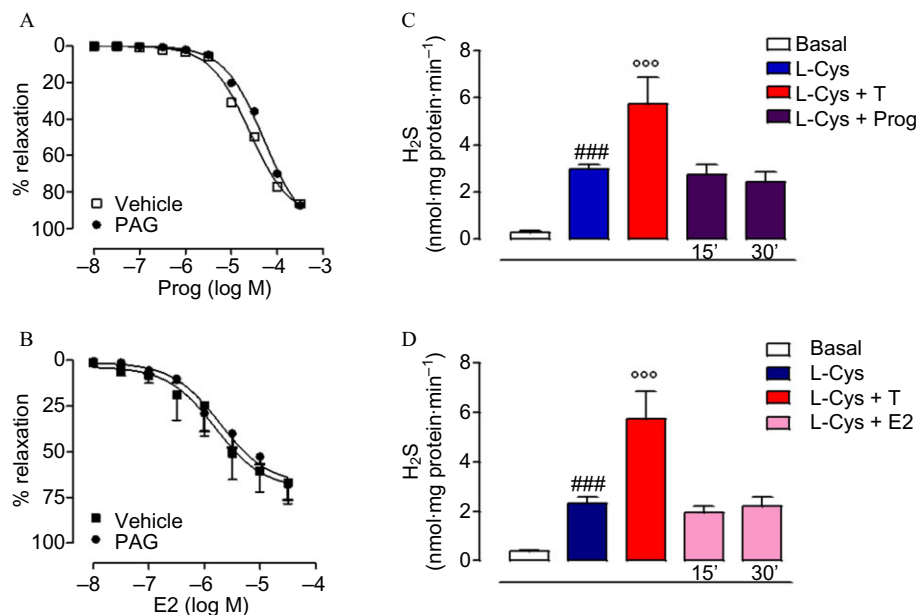 A
0
20
40
60
80
100
% relaxation
Vehicle
PAG
–8 –7 –6 –5 –4 –3
Prog (log M)
B
0
25
50
75
100
% relaxation
Vehicle
PAG
–8 –7 –6 –5 –4
E2 (log M)
C
8
6
4
2
0
H₂S
(nmol·mg protein·min⁻¹)
###
°°°
15' 30'
Basal
L-Cys
L-Cys + T
L-Cys + Prog
D
8
6
4
2
0
H₂S
(nmol·mg protein·min⁻¹)
###
°°°
15' 30'
Basal
L-Cys
L-Cys + T
L-Cys + E2